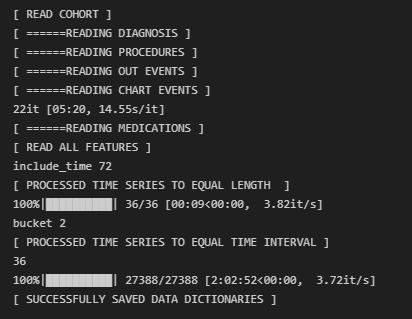 [ READ COHORT ]
[ ======READING DIAGNOSIS ]
[ ======READING PROCEDURES ]
[ ======READING OUT EVENTS ]
[ ======READING CHART EVENTS ]
22it [05:20, 14.55s/it]
[ ======READING MEDICATIONS ]
[ READ ALL FEATURES ]
include_time 72
[ PROCESSED TIME SERIES TO EQUAL LENGTH  ]
100%|██████████| 36/36 [00:09<00:00,  3.82it/s]
bucket 2
[ PROCESSED TIME SERIES TO EQUAL TIME INTERVAL ]
36
100%|██████████| 27388/27388 [2:02:52<00:00,  3.72it/s]
[ SUCCESSFULLY SAVED DATA DICTIONARIES ]